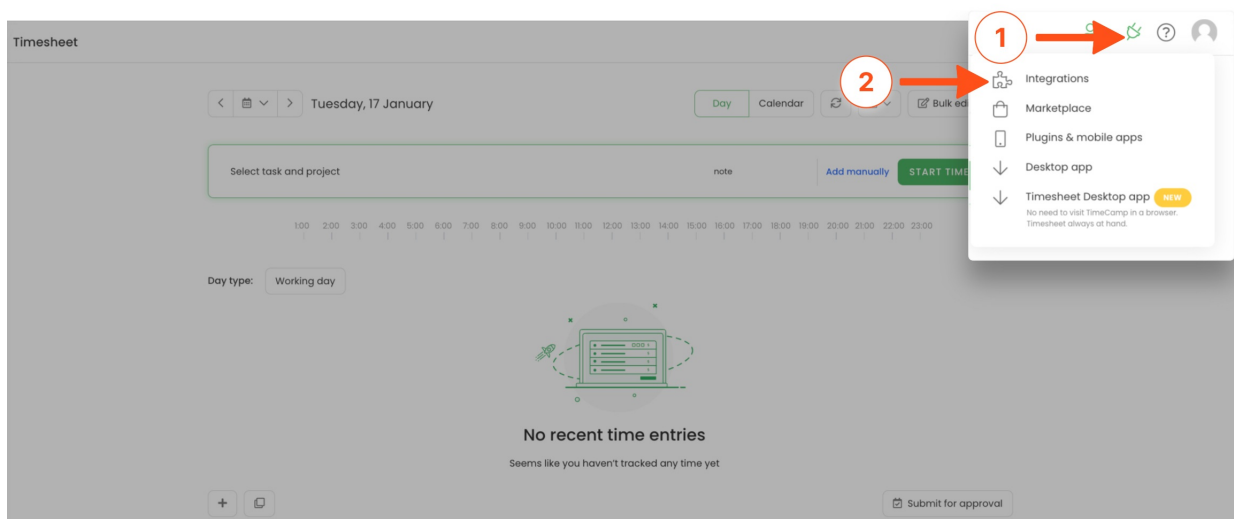 Timesheet
1
2
Integrations
Marketplace
Plugins & mobile apps
Desktop app
Timesheet Desktop app NEW
No need to visit TimeCamp in a browser.
Timesheet always at hand.
Tuesday, 17 January
Day Calendar
Bulk
Select task and project
note
Add manually
START
1:00 2:00 3:00 4:00 5:00 6:00 7:00 8:00 9:00 10:00 11:00 12:00 13:00 14:00 15:00 16:00 17:00 18:00 19:00 20:00 21:00 22:00 23:00
Day type: Working day
No recent time entries
Seems like you haven't tracked any time yet
Submit for approval